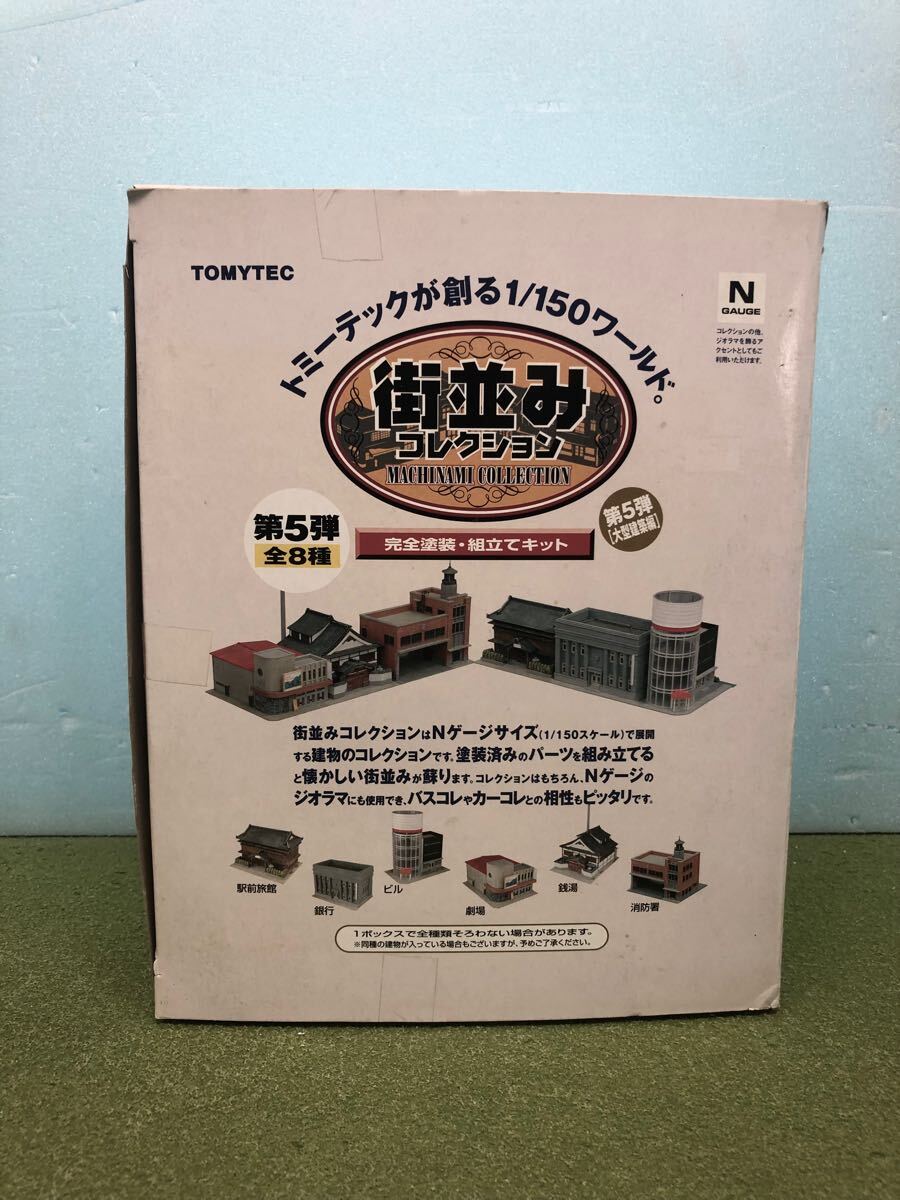 TOMYTEC
トミーテックが創る1/150ワールド。
N
GAUGE
コレクションの他、
ジオラマを飾るア
クセントとしてもご
利用いただけます。
街並み
コレクション
MACHINAMI COLLECTION
第5弾
全8種
第5弾
[大型建築編]
完全塗装・組立てキット
街並みコレクションはNゲージサイズ(1/150スケール)で展開
する建物のコレクションです。塗装済みのパーツを組み立てる
と懐かしい街並みが蘇ります。コレクションはもちろん、Nゲージの
ジオラマにも使用でき、バスコレやカーコレとの相性もピッタリです。
駅前旅館
銀行
ビル
劇場
銭湯
消防署
1ボックスで全種類そろわない場合があります。
※同種の建物が入っている場合もございますが、予めご了承ください。